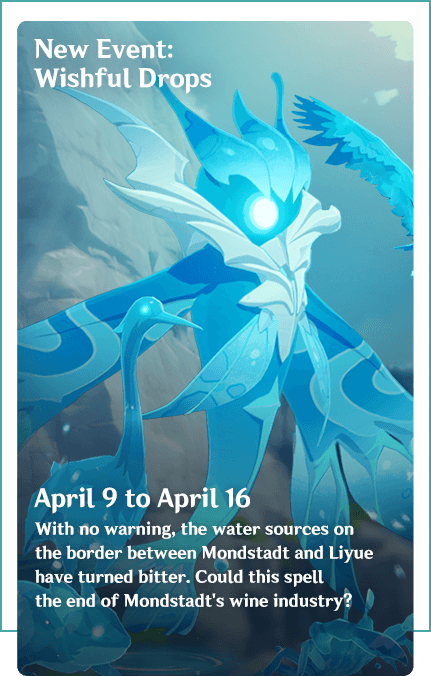 New Event:
Wishful Drops
April 9 to April 16
With no warning, the water sources on
the border between Mondstadt and Liyue
have turned bitter. Could this spell
the end of Mondstadt's wine industry?